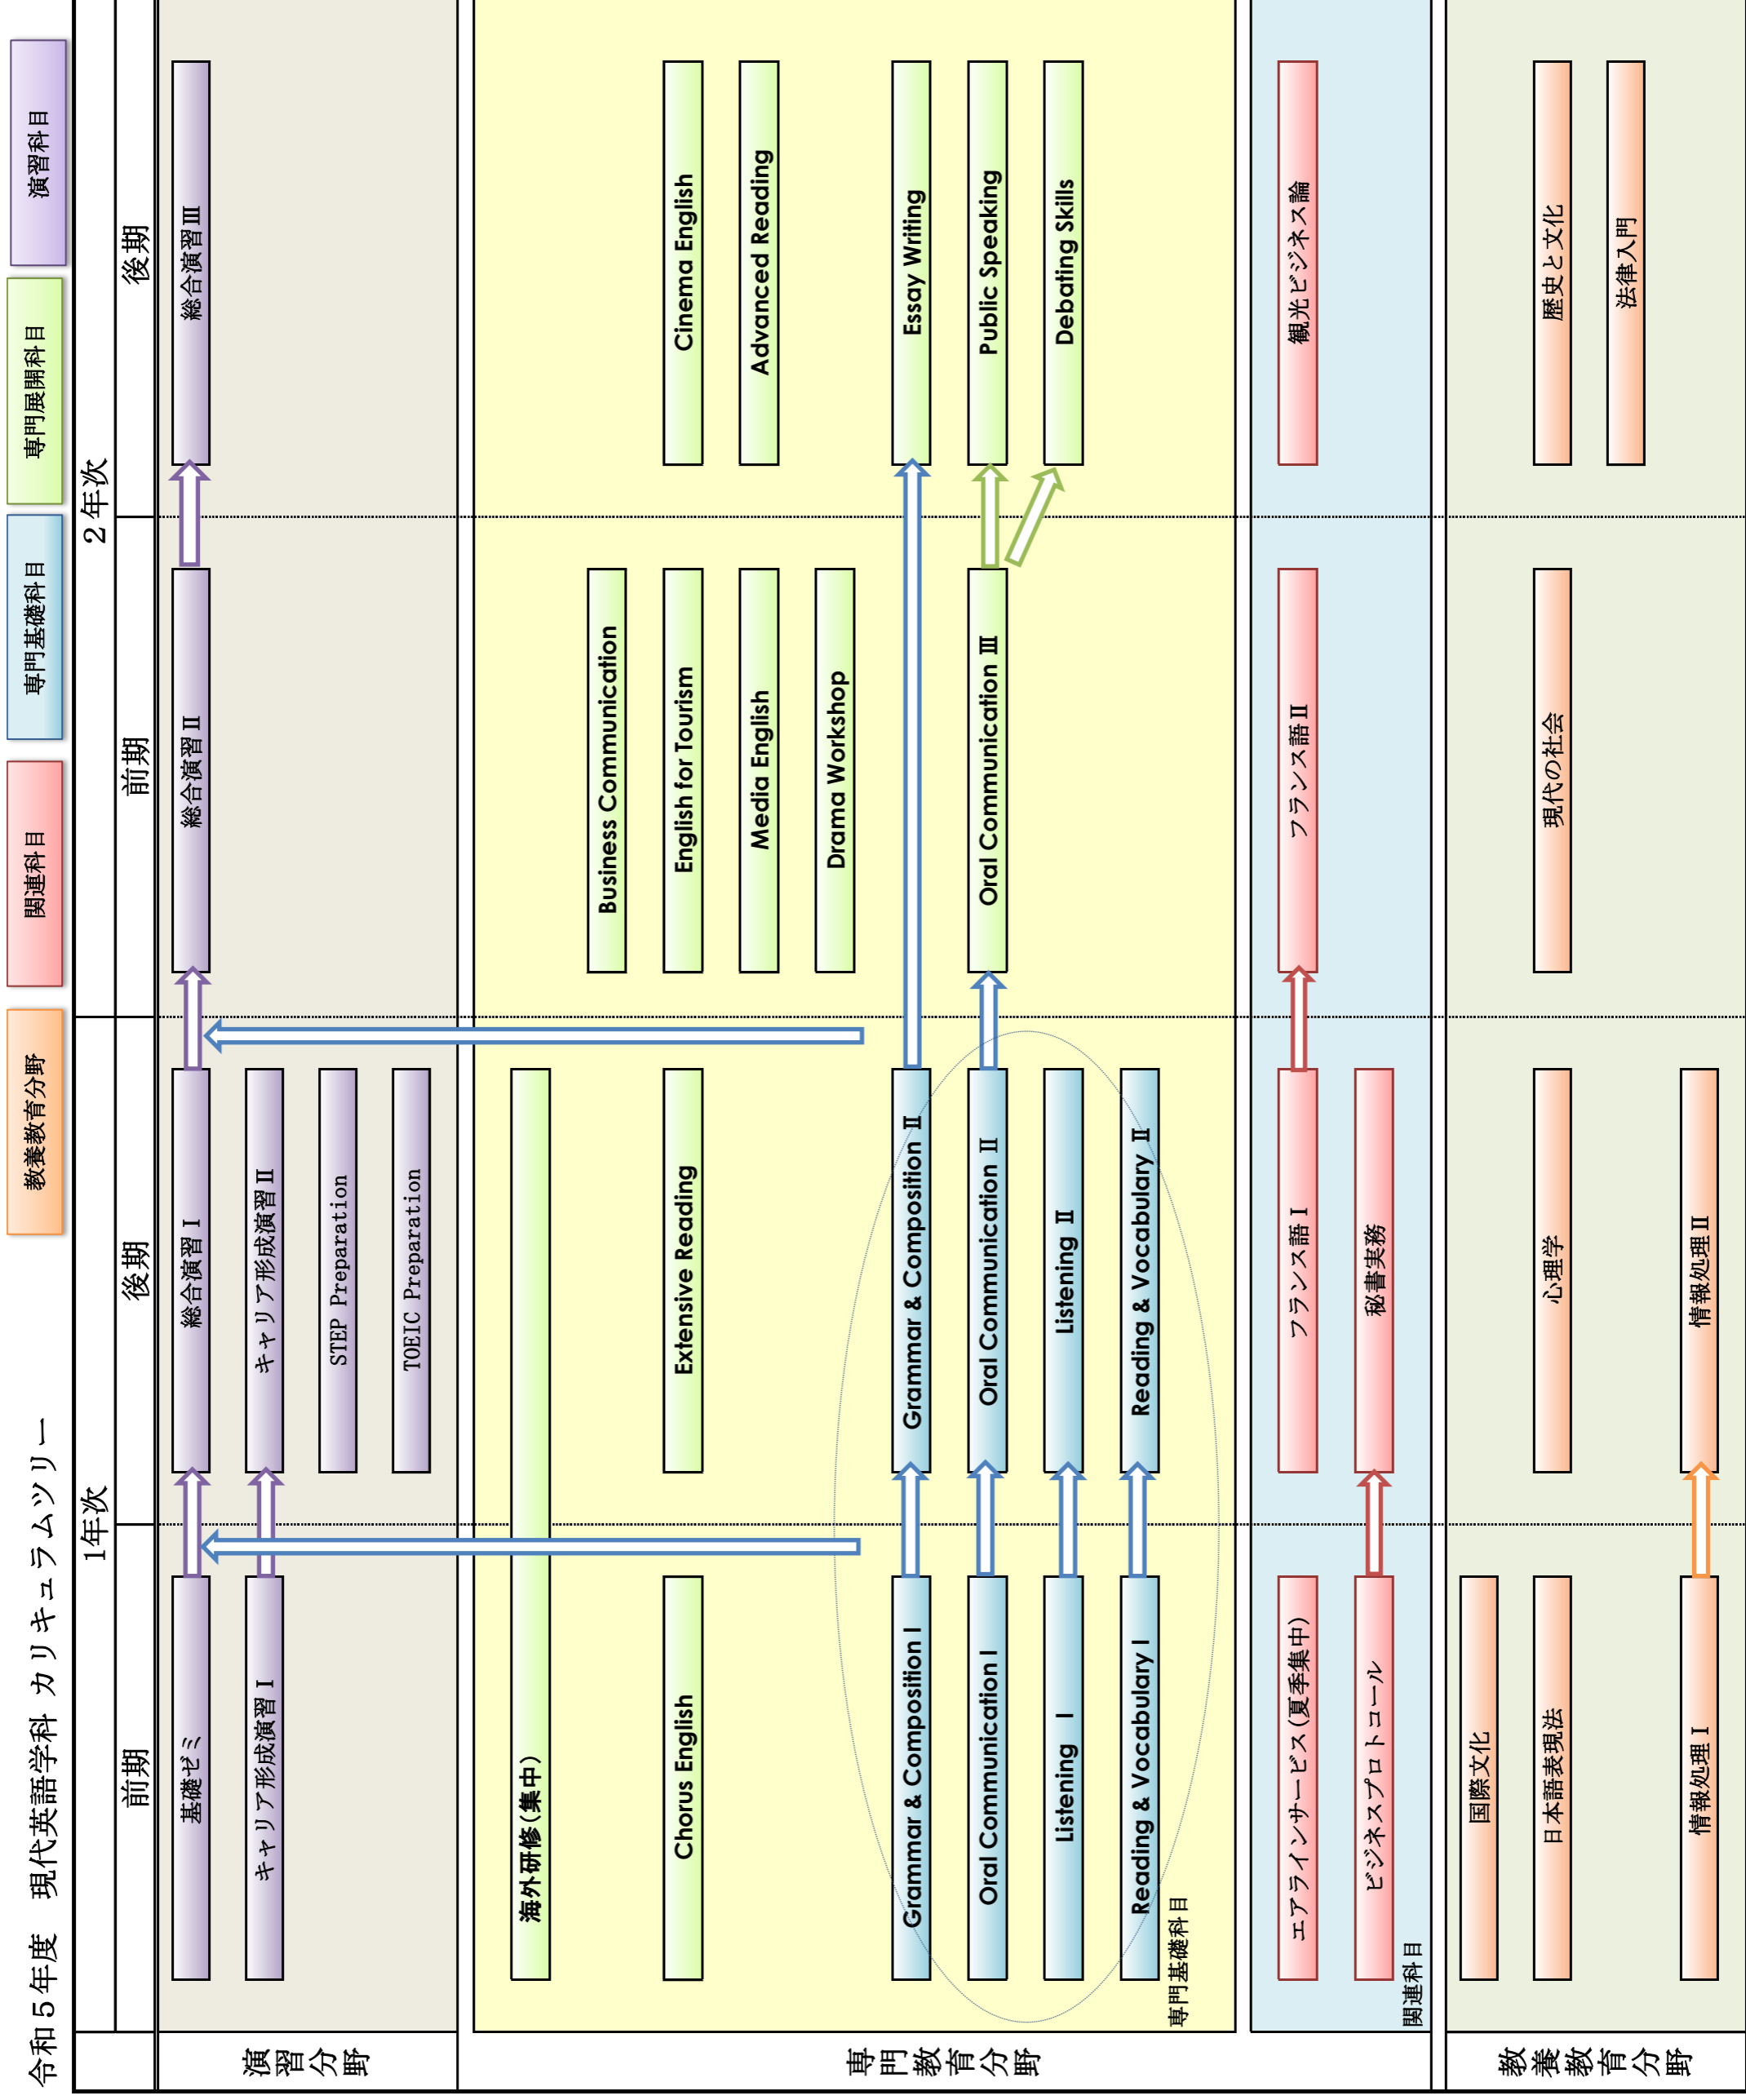 令和５年度　現代英語学科 カリキュラムツリー
教養教育分野
関連科目
専門基礎科目
専門展開科目
演習科目
1年次
２年次
前期
後期
前期
後期
演習分野
基礎ゼミ
総合演習Ⅰ
総合演習Ⅱ
総合演習Ⅲ
キャリア形成演習Ⅰ
キャリア形成演習Ⅱ
STEP Preparation
TOEIC Preparation
専門教育分野
海外研修(集中)
Business Communication
Chorus English
Extensive Reading
English for Tourism
Cinema English
Media English
Advanced Reading
Drama Workshop
Grammar & Composition I
Grammar & Composition Ⅱ
Essay Writing
Oral Communication I
Oral Communication Ⅱ
Oral Communication Ⅲ
Public Speaking
Listening　I
Listening　Ⅱ
Debating Skills
Reading & Vocabulary I
Reading & Vocabulary Ⅱ
専門基礎科目
エアラインサービス(夏季集中)
フランス語Ⅰ
フランス語Ⅱ
観光ビジネス論
ビジネスプロトコール
秘書実務
関連科目
教養教育分野
国際文化
日本語表現法
心理学
現代の社会
歴史と文化
法律入門
情報処理Ⅰ
情報処理Ⅱ